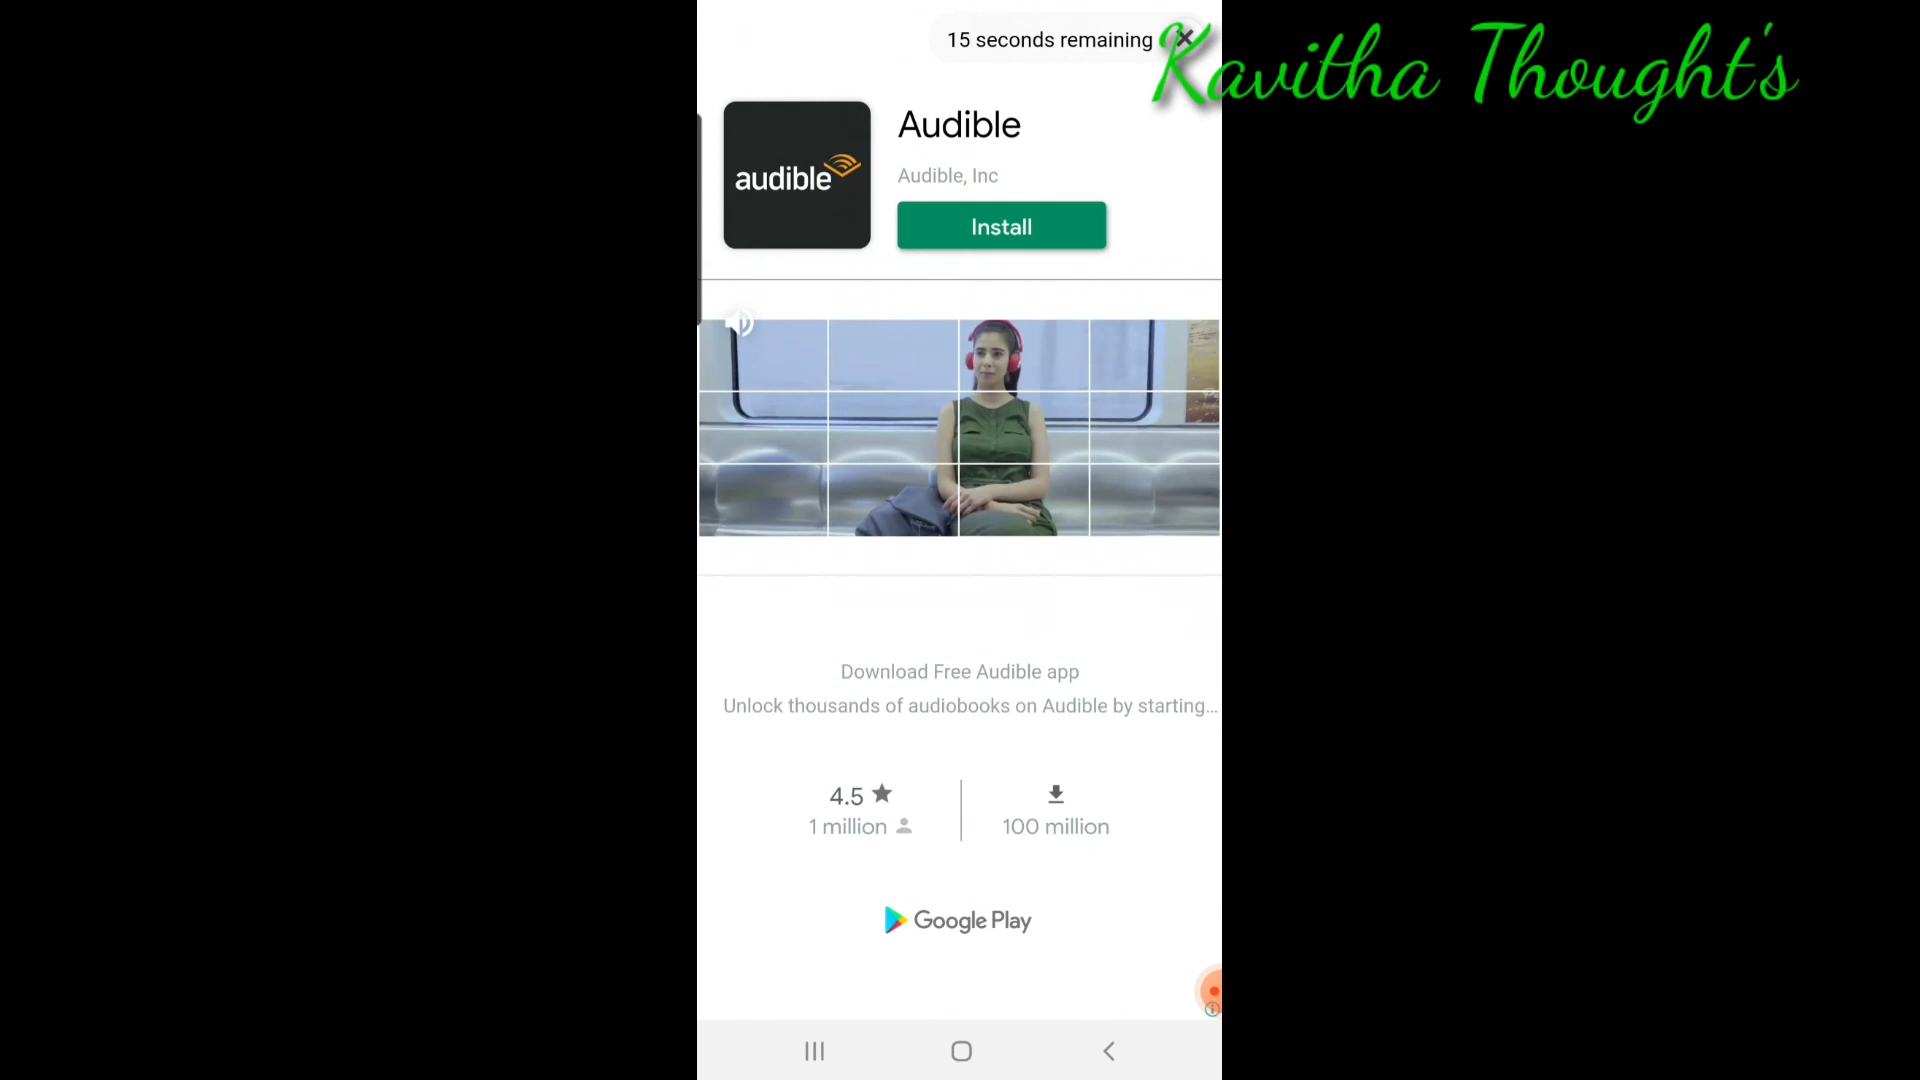 15 seconds remaining
Kavitha Thought's
audible
Audible
Audible, Inc
Install
Download Free Audible app
Unlock thousands of audiobooks on Audible by starting...
4.5
1 million
100 million
Google Play